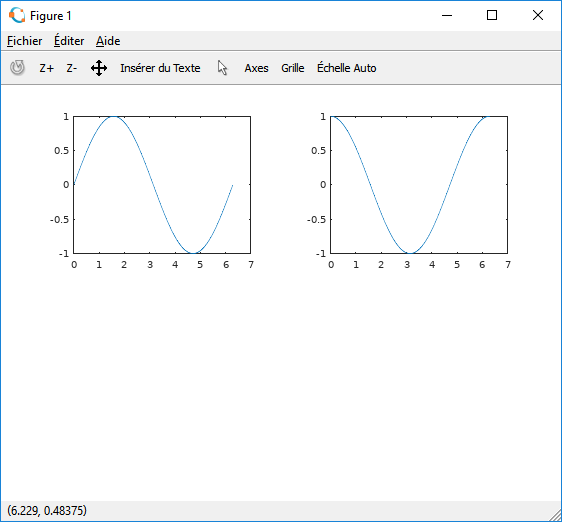 Figure 1
Fichier Éditer Aide
Z+ Z- Insérer du Texte Axes Grille Échelle Auto
1 1
0.5 0.5
0 0
-0.5 -0.5
-1 -1
0 1 2 3 4 5 6 7 0 1 2 3 4 5 6 7
(6.229, 0.48375)